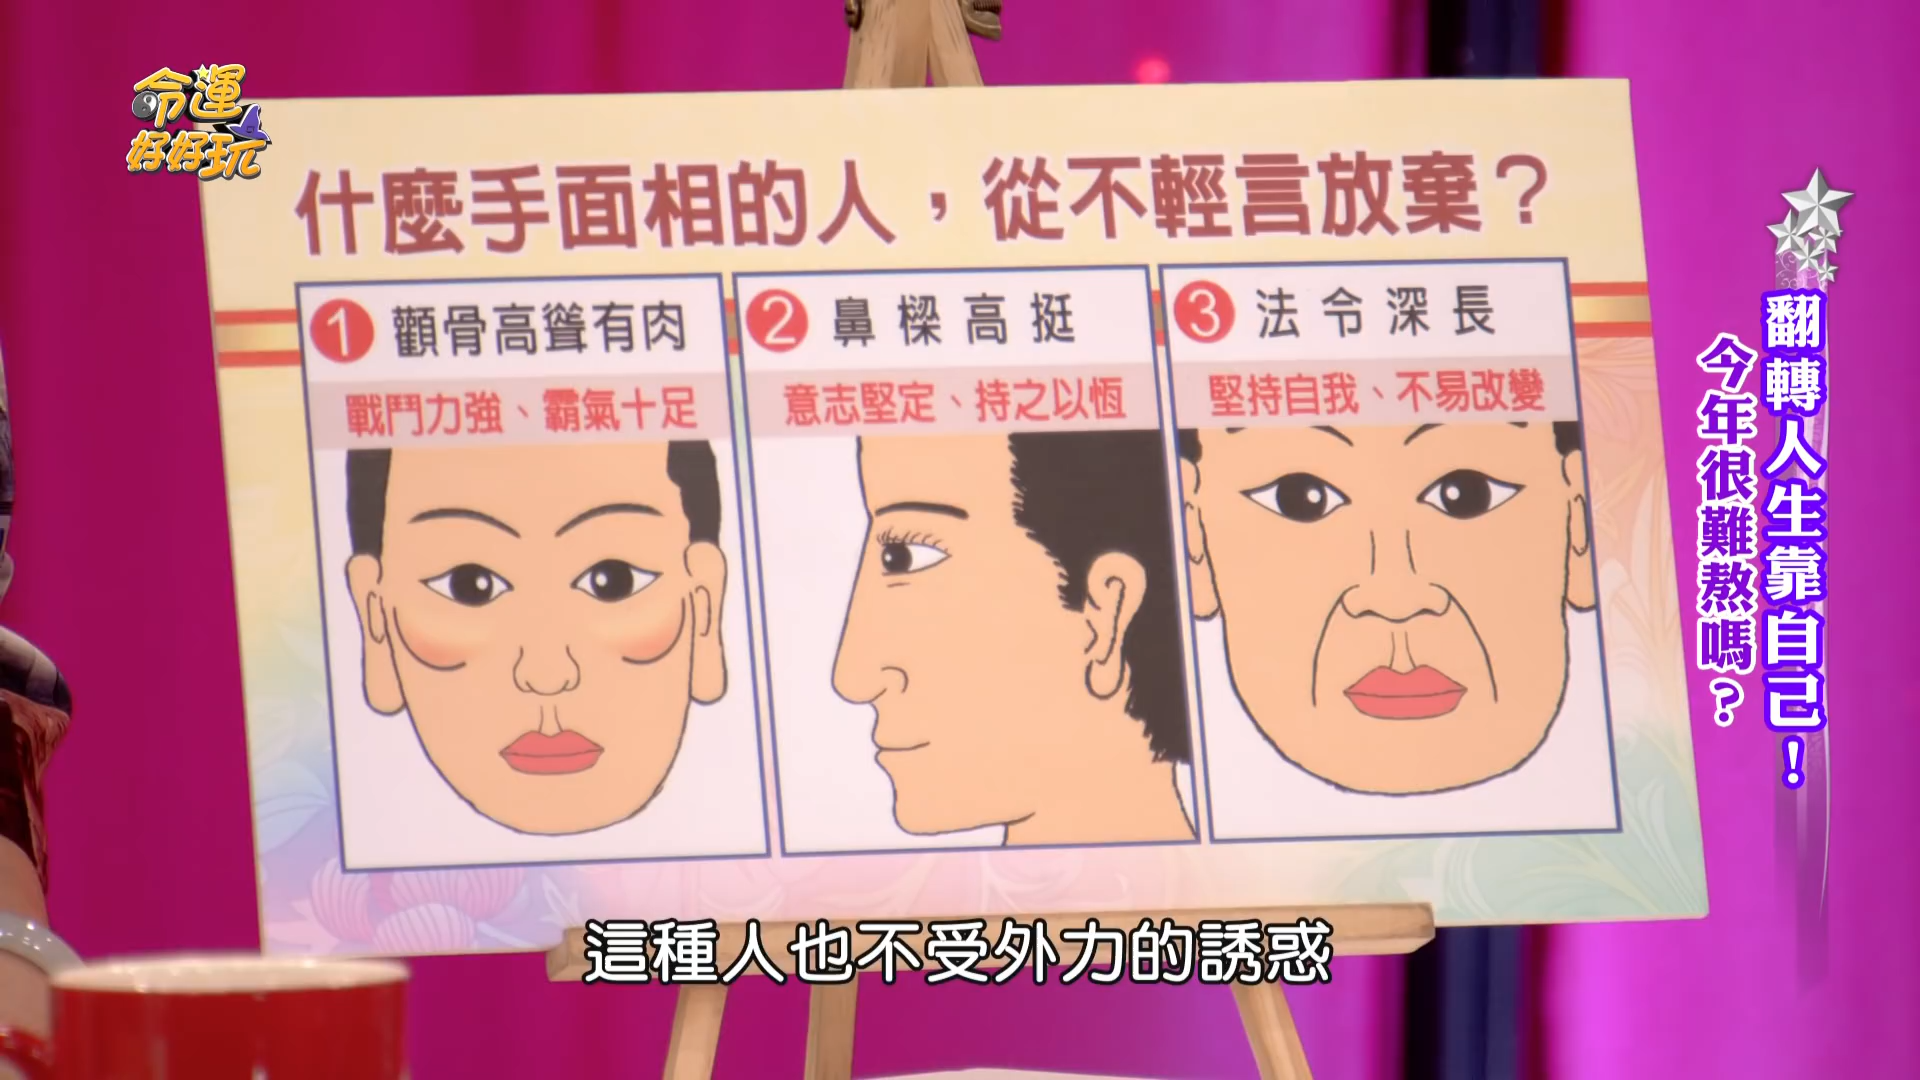 命運
好好玩
什麼手面相的人，從不輕言放棄？
1 顴骨高聳有肉
戰鬥力強、霸氣十足
2 鼻樑高挺
意志堅定、持之以恆
3 法令深長
堅持自我、不易改變
翻轉人生靠自己！
今年很難熬嗎？
這種人也不受外力的誘惑